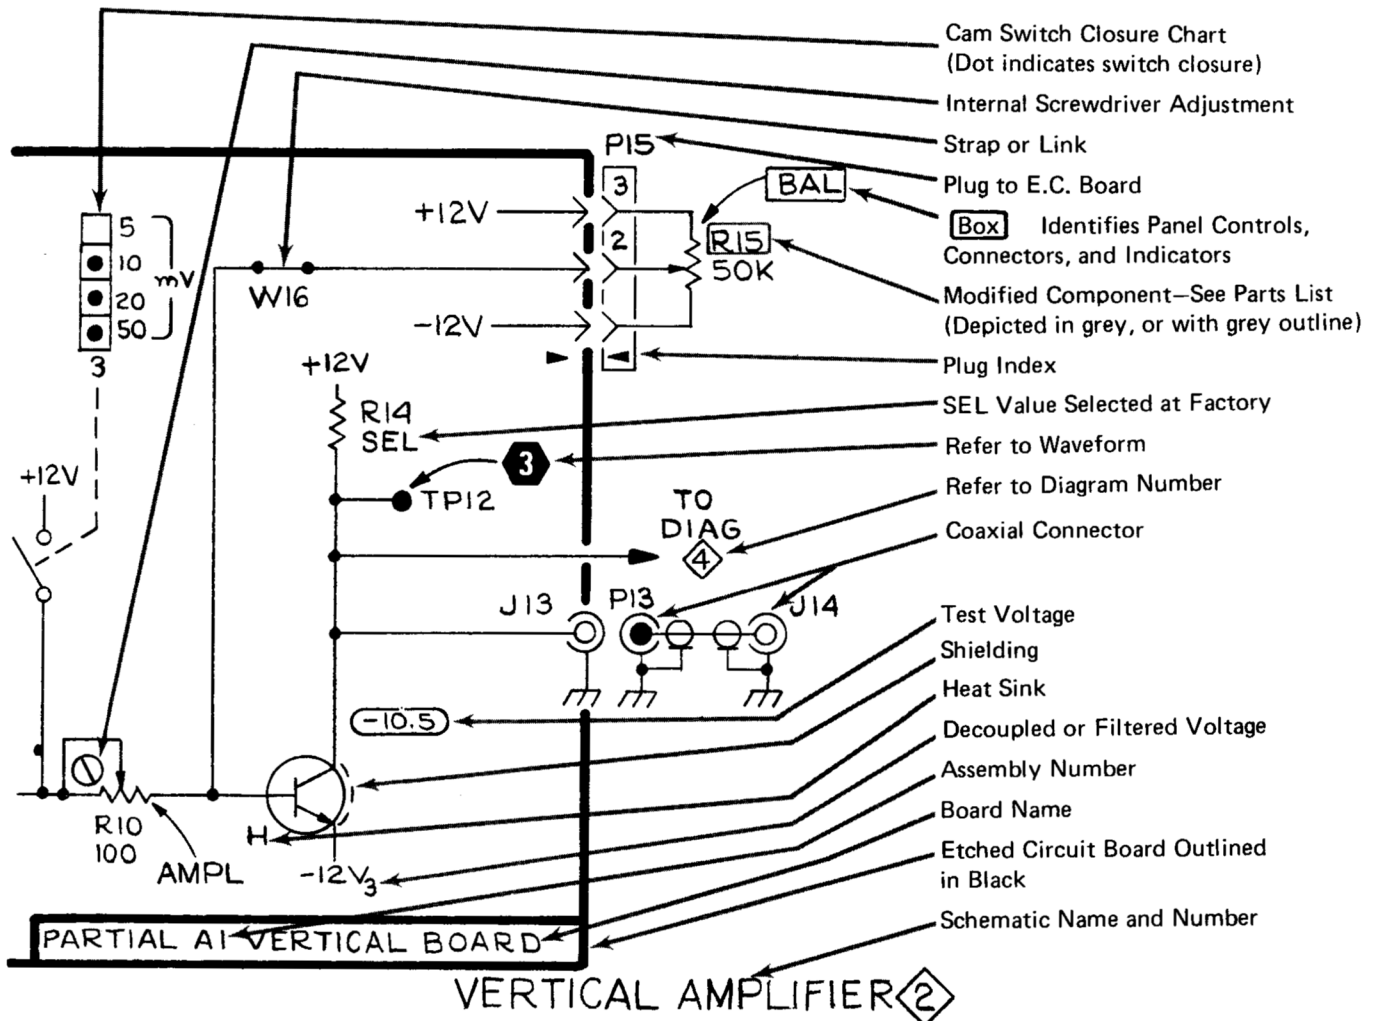 Cam Switch Closure Chart
(Dot indicates switch closure)
Internal Screwdriver Adjustment
Strap or Link
Plug to E.C. Board
Box Identifies Panel Controls,
Connectors, and Indicators
Modified Component—See Parts List
(Depicted in grey, or with grey outline)
Plug Index
SEL Value Selected at Factory
Refer to Waveform
Refer to Diagram Number
Coaxial Connector
Test Voltage
Shielding
Heat Sink
Decoupled or Filtered Voltage
Assembly Number
Board Name
Etched Circuit Board Outlined
in Black
Schematic Name and Number
P15
3
BAL
+12V
5
2
R15
10
mV
50K
20
W16
50
-12V
3
+12V
R14
SEL
3
+12V
TP12
TO
DIAG
4
J13
P13
J14
-10.5
R10
100
H
AMPL
-12V3
PARTIAL A1 VERTICAL BOARD
VERTICAL AMPLIFIER 2